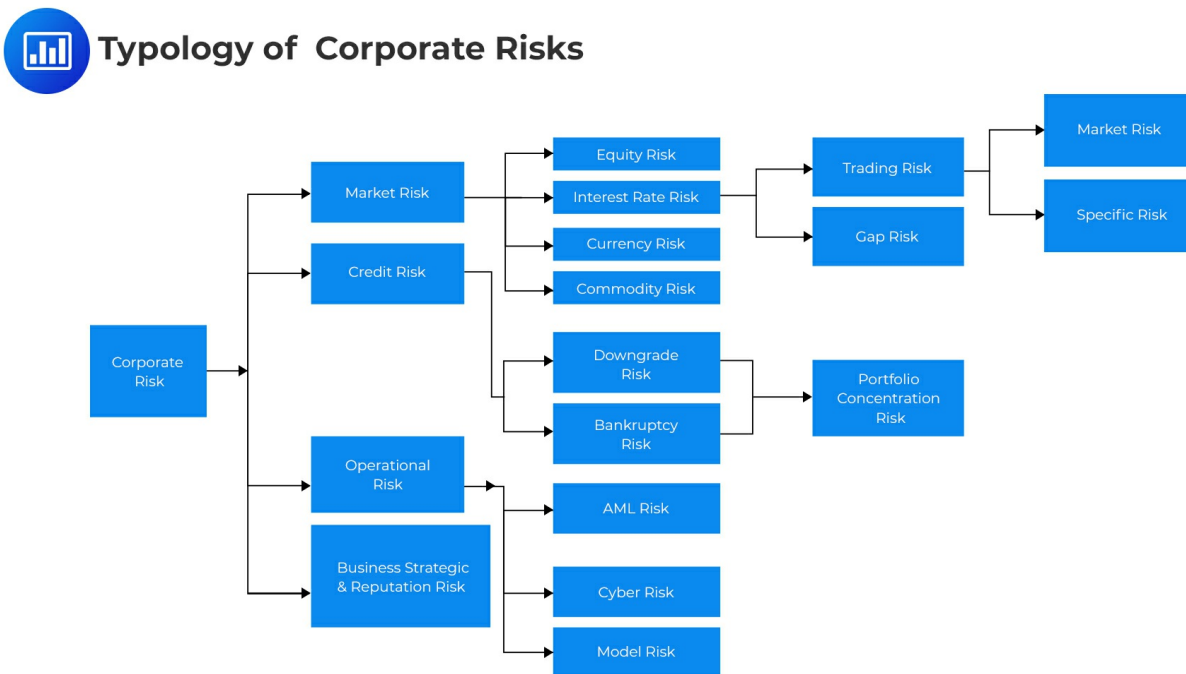 Typology of Corporate Risks
Corporate
Risk
Market Risk
Credit Risk
Operational
Risk
Business Strategic
& Reputation Risk
Equity Risk
Interest Rate Risk
Currency Risk
Commodity Risk
Downgrade
Risk
Bankruptcy
Risk
AML Risk
Cyber Risk
Model Risk
Trading Risk
Gap Risk
Portfolio
Concentration
Risk
Market Risk
Specific Risk